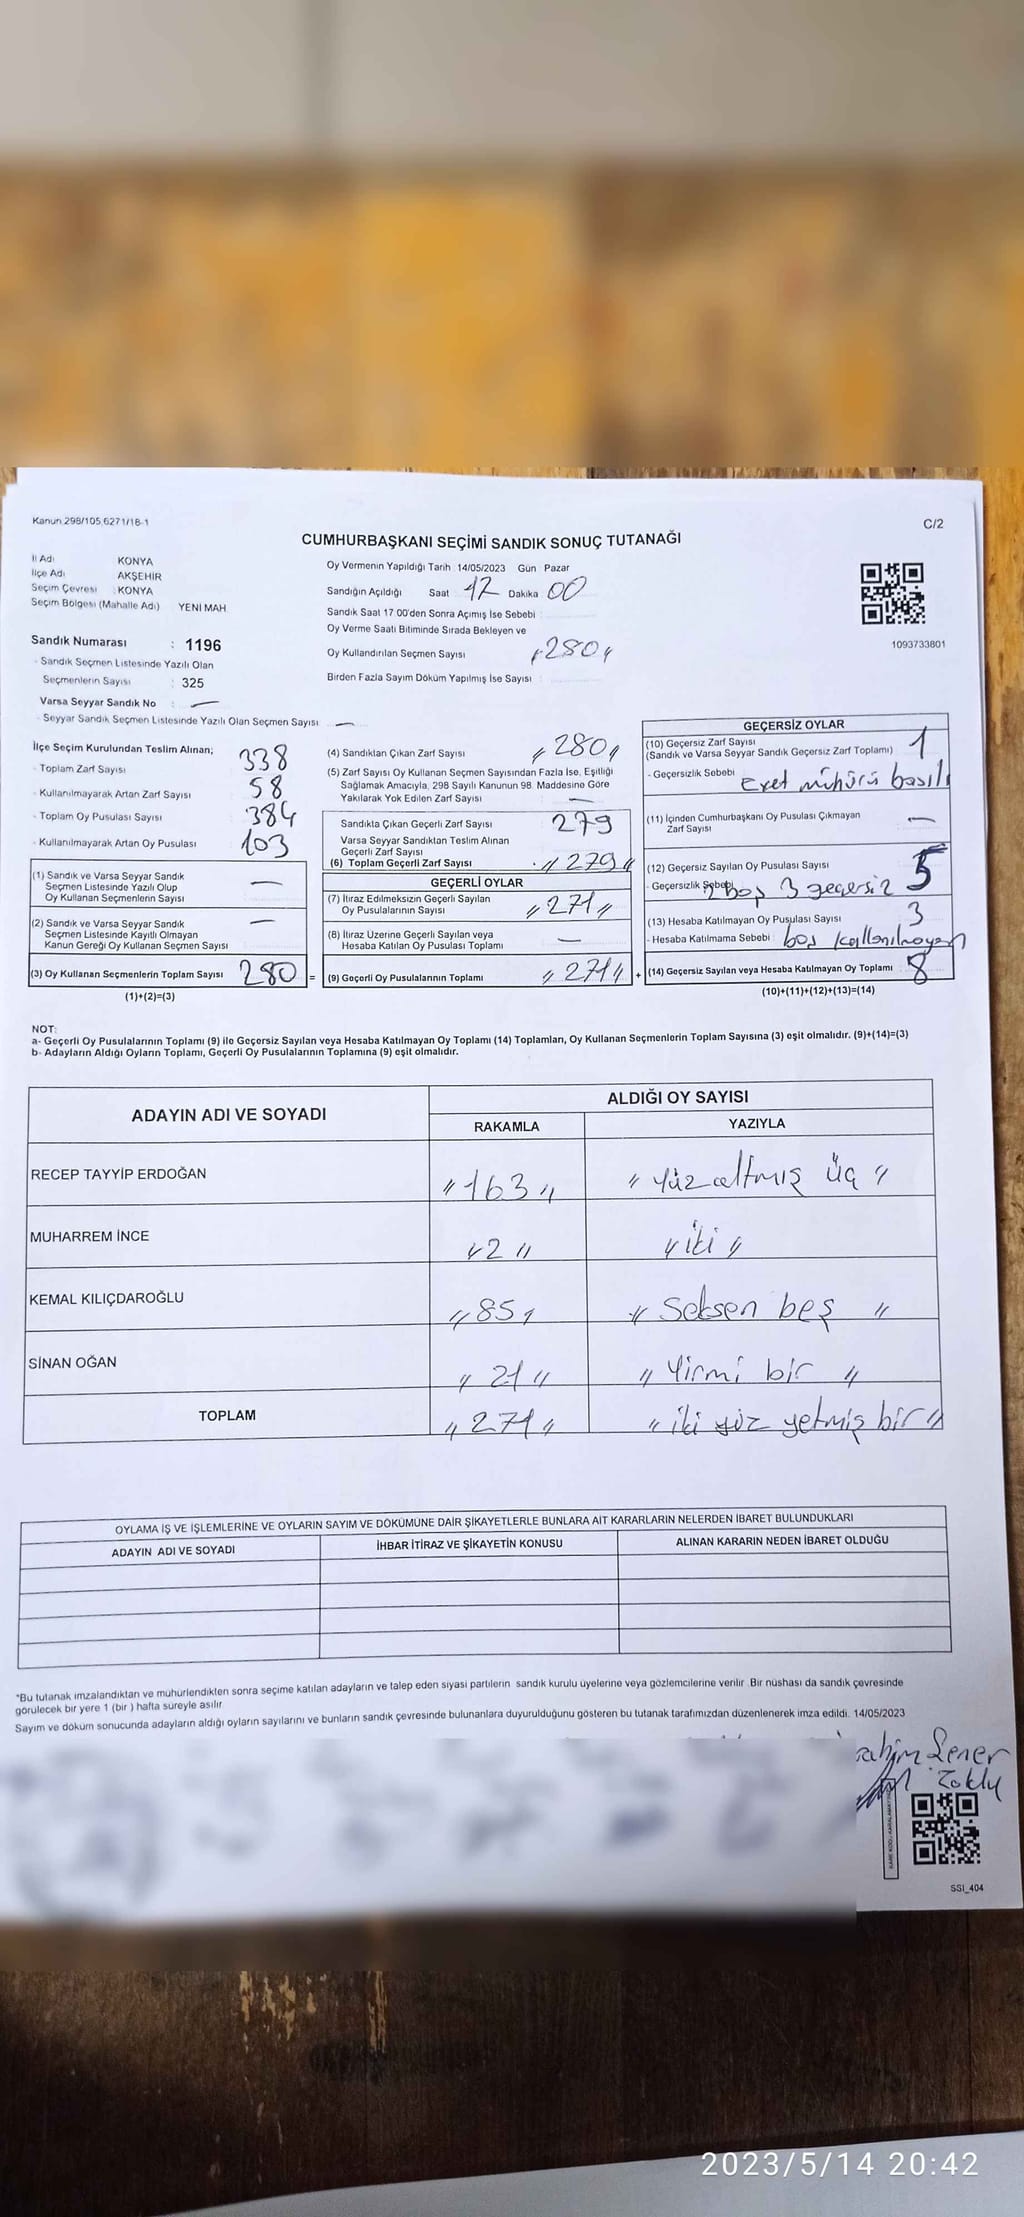 Kanun.298/105,6271/18-1
C/2
CUMHURBAŞKANI SEÇİMİ SANDIK SONUÇ TUTANAĞI
İl Adı KONYA
İlçe Adı AKŞEHİR
Seçim Çevresi : KONYA
Seçim Bölgesi (Mahalle Adı) YENİ MAH
Oy Vermenin Yapıldığı Tarih :14/05/2023 Gün Pazar
Sandığın Açıldığı Saat 17 Dakika 00
Sandık Saat 17.00'den Sonra Açımış İse Sebebi :
Oy Verme Saati Bitiminde Sırada Bekleyen ve
Oy Kullandırılan Seçmen Sayısı "280"
Birden Fazla Sayım Döküm Yapılmış İse Sayısı :
1093733801
Sandık Numarası : 1196
- Sandık Seçmen Listesinde Yazılı Olan
Seçmenlerin Sayısı : 325
Varsa Seyyar Sandık No : —
- Seyyar Sandık Seçmen Listesinde Yazılı Olan Seçmen Sayısı : —
İlçe Seçim Kurulundan Teslim Alınan;
- Toplam Zarf Sayısı 338
- Kullanılmayarak Artan Zarf Sayısı 58
- Toplam Oy Pusulası Sayısı 384
- Kullanılmayarak Artan Oy Pusulası 103
(1) Sandık ve Varsa Seyyar Sandık
Seçmen Listesinde Yazılı Olup
Oy Kullanan Seçmenlerin Sayısı —
(2) Sandık ve Varsa Seyyar Sandık
Seçmen Listesinde Kayıtlı Olmayan
Kanun Gereği Oy Kullanan Seçmen Sayısı —
(3) Oy Kullanan Seçmenlerin Toplam Sayısı 280 =
(1)+(2)=(3)
(4) Sandıktan Çıkan Zarf Sayısı "280"
(5) Zarf Sayısı Oy Kullanan Seçmen Sayısından Fazla İse, Eşitliği
Sağlamak Amacıyla, 298 Sayılı Kanunun 98. Maddesine Göre
Yakılarak Yok Edilen Zarf Sayısı —
Sandıkta Çıkan Geçerli Zarf Sayısı 279
Varsa Seyyar Sandıktan Teslim Alınan
Geçerli Zarf Sayısı
(6) Toplam Geçerli Zarf Sayısı "279"
GEÇERLİ OYLAR
(7) İtiraz Edilmeksizin Geçerli Sayılan
Oy Pusulalarının Sayısı "271"
(8) İtiraz Üzerine Geçerli Sayılan veya
Hesaba Katılan Oy Pusulası Toplamı —
(9) Geçerli Oy Pusulalarının Toplamı "271" +
GEÇERSİZ OYLAR
(10) Geçersiz Zarf Sayısı
(Sandık ve Varsa Seyyar Sandık Geçersiz Zarf Toplamı) 1
- Geçersizlik Sebebi Evet mühürü basılı
(11) İçinden Cumhurbaşkanı Oy Pusulası Çıkmayan
Zarf Sayısı —
(12) Geçersiz Sayılan Oy Pusulası Sayısı 5
- Geçersizlik Sebebi 2 boş 3 geçersiz
(13) Hesaba Katılmayan Oy Pusulası Sayısı 3
- Hesaba Katılmama Sebebi : boş kullanılmayan
(14) Geçersiz Sayılan veya Hesaba Katılmayan Oy Toplamı 8
(10)+(11)+(12)+(13)=(14)
NOT:
a- Geçerli Oy Pusulalarının Toplamı (9) ile Geçersiz Sayılan veya Hesaba Katılmayan Oy Toplamı (14) Toplamları, Oy Kullanan Seçmenlerin Toplam Sayısına (3) eşit olmalıdır. (9)+(14)=(3)
b- Adayların Aldığı Oyların Toplamı, Geçerli Oy Pusulalarının Toplamına (9) eşit olmalıdır.
ADAYIN ADI VE SOYADI ALDIĞI OY SAYISI
RAKAMLA YAZIYLA
RECEP TAYYİP ERDOĞAN "163" "Yüz altmış üç"
MUHARREM İNCE "2" "iki"
KEMAL KILIÇDAROĞLU "85" "Seksen beş"
SİNAN OĞAN "21" "Yirmi bir"
TOPLAM "271" "iki yüz yetmiş bir"
OYLAMA İŞ VE İŞLEMLERİNE VE OYLARIN SAYIM VE DÖKÜMÜNE DAİR ŞİKAYETLERLE BUNLARA AİT KARARLARIN NELERDEN İBARET BULUNDUKLARI
ADAYIN ADI VE SOYADI İHBAR İTİRAZ VE ŞİKAYETİN KONUSU ALINAN KARARIN NEDEN İBARET OLDUĞU
*Bu tutanak imzalandıktan ve mühürlendikten sonra seçime katılan adayların ve talep eden siyasi partilerin sandık kurulu üyelerine veya gözlemcilerine verilir .Bir nüshası da sandık çevresinde
görülecek bir yere 1 (bir ) hafta süreyle asılır
Sayım ve döküm sonucunda adayların aldığı oyların sayılarını ve bunların sandık çevresinde bulunanlara duyurulduğunu gösteren bu tutanak tarafımızdan düzenlenerek imza edildi. 14/05/2023
rahim Şener
SSI_404
2023/5/14 20:42